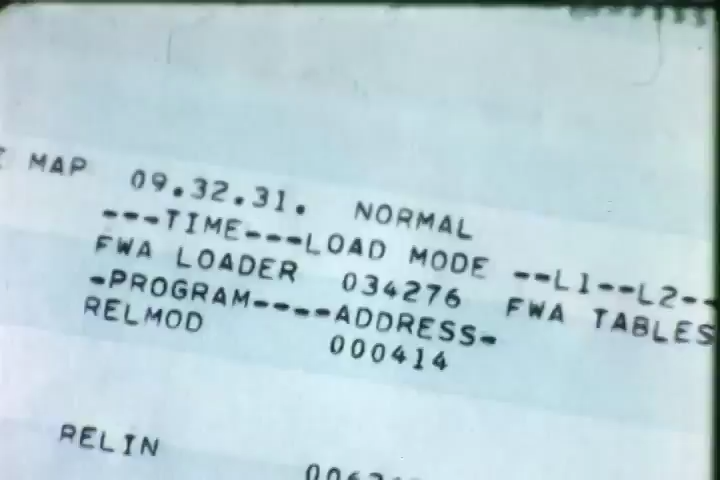 MAP 09.32.31. NORMAL
---TIME---LOAD MODE --L1--L2--
FWA LOADER 034276 FWA TABLES
-PROGRAM----ADDRESS-
RELMOD 000414
RELIN